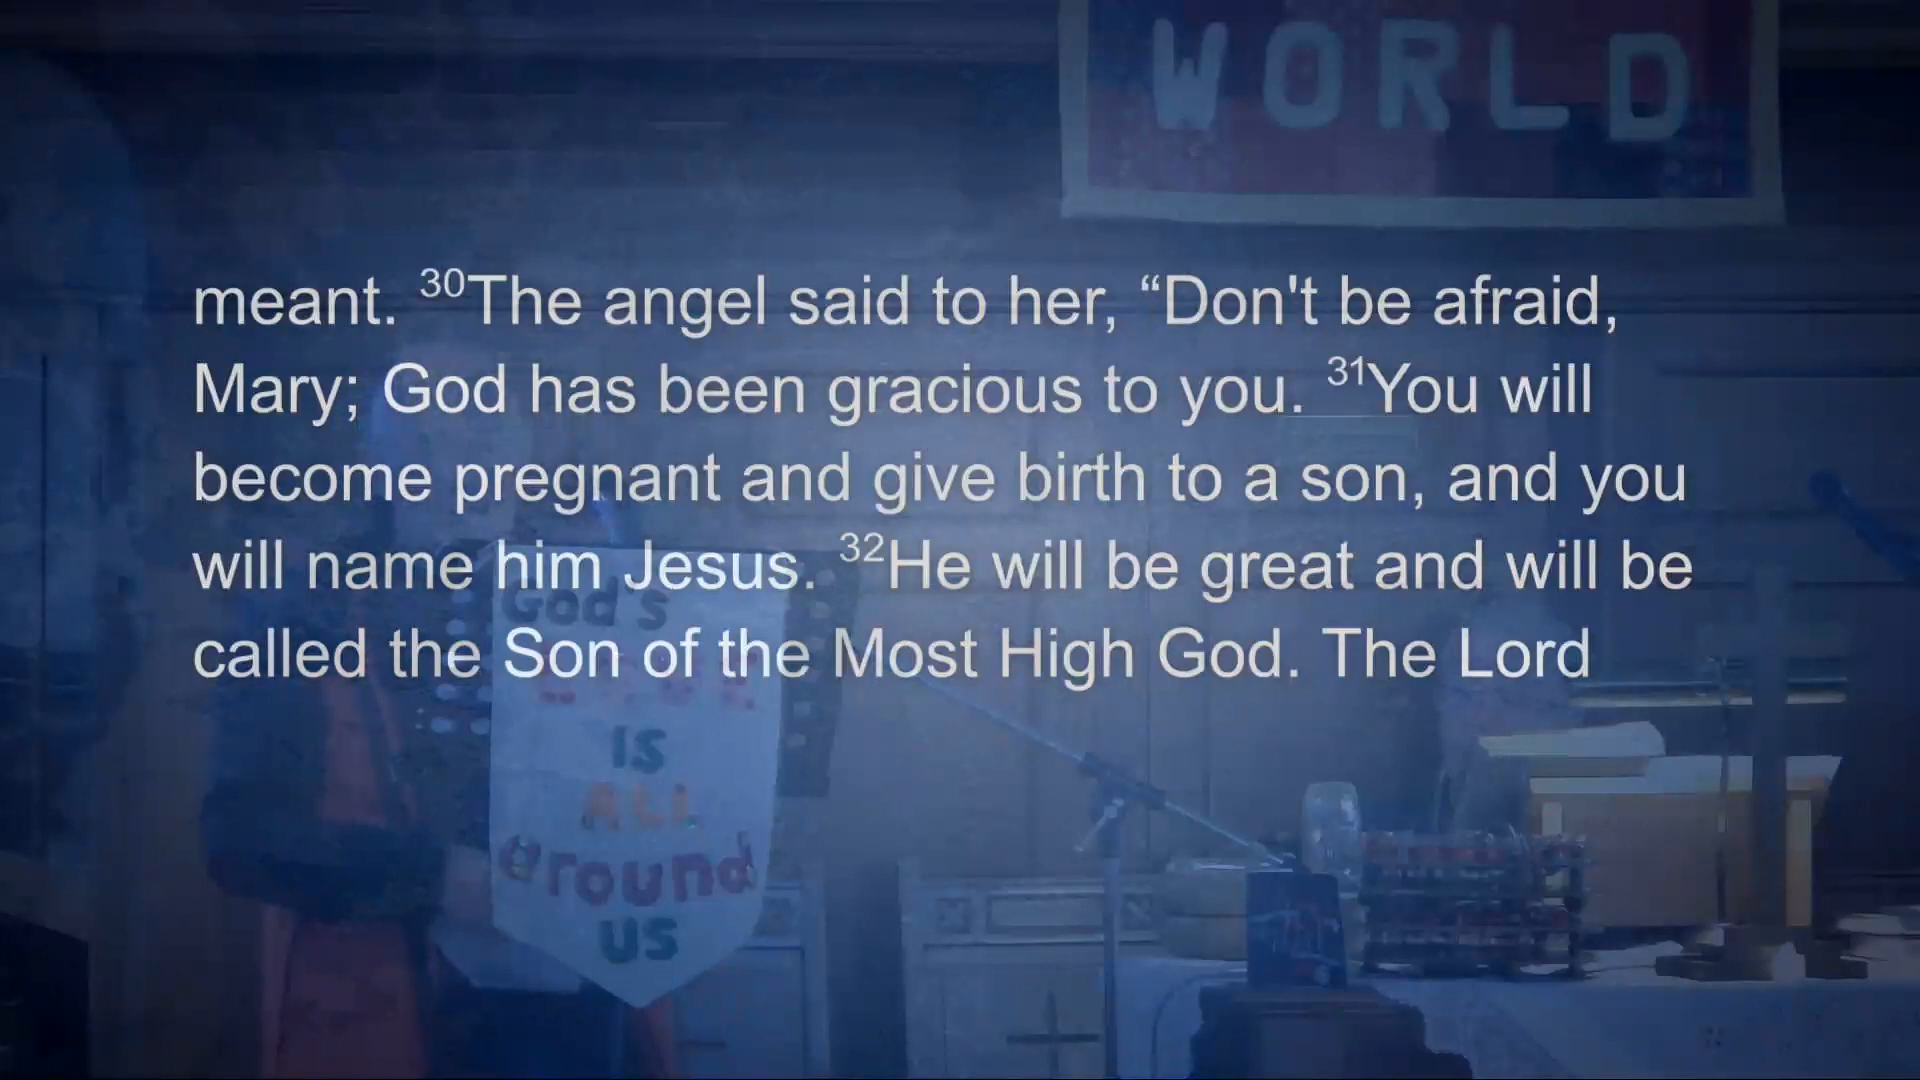 WORLD
meant. 30The angel said to her, “Don't be afraid,
Mary; God has been gracious to you. 31You will
become pregnant and give birth to a son, and you
will name him Jesus. 32He will be great and will be
called the Son of the Most High God. The Lord
God's
IS
ALL
around
US